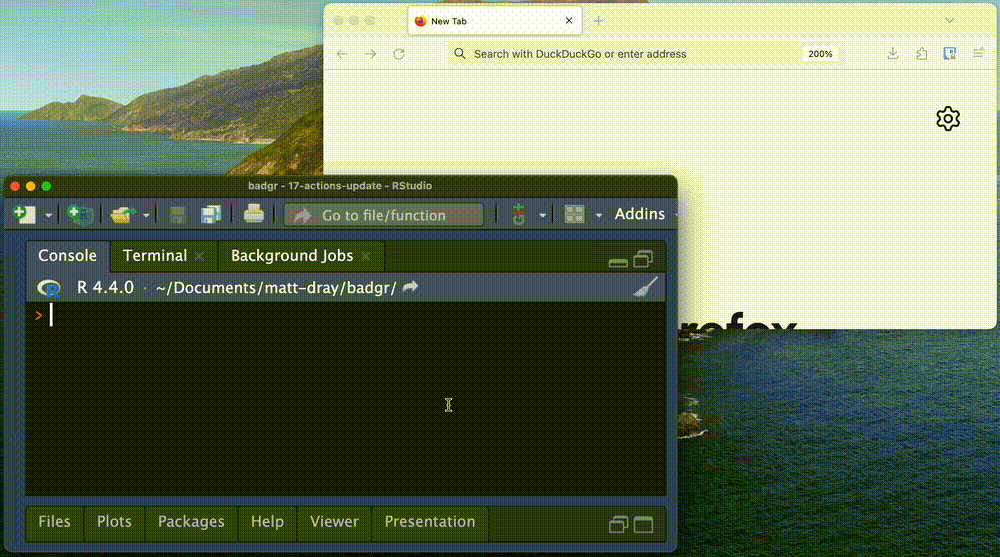 New Tab
Search with DuckDuckGo or enter address
200%
badgr - 17-actions-update - RStudio
Go to file/function
Addins
Console
Terminal
Background Jobs
R 4.4.0 · ~/Documents/matt-dray/badgr/
>
Files
Plots
Packages
Help
Viewer
Presentation